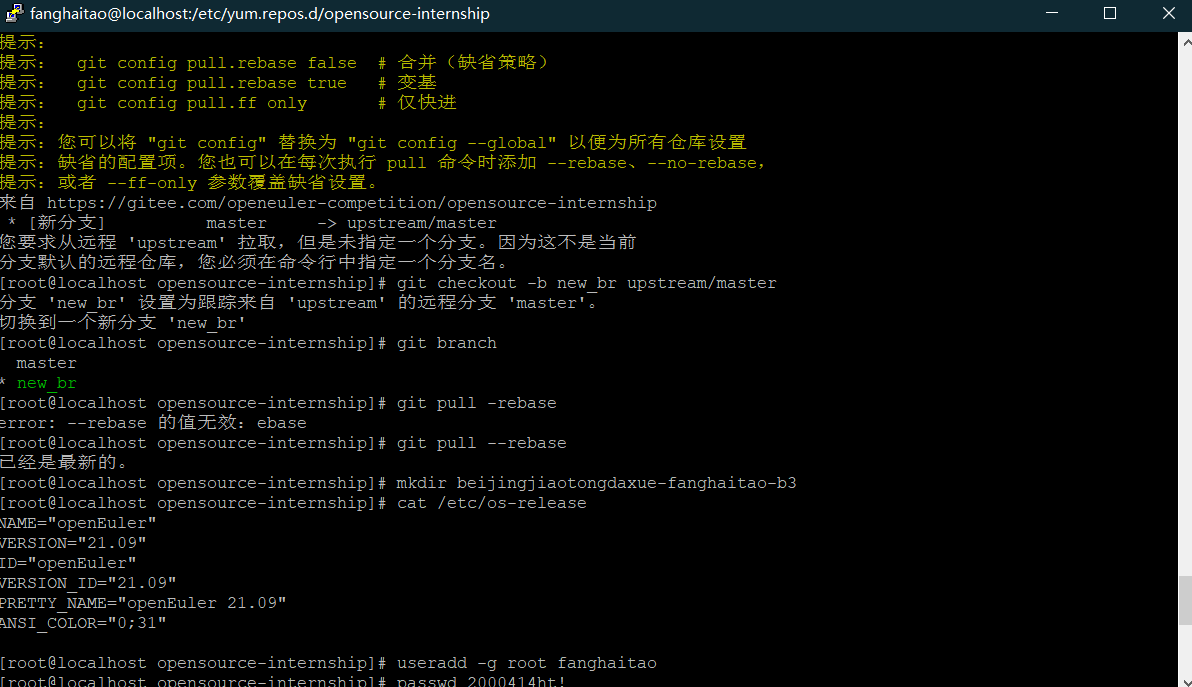 fanghaitao@localhost:/etc/yum.repos.d/opensource-internship
提示：
提示：   git config pull.rebase false  # 合并（缺省策略）
提示：   git config pull.rebase true   # 变基
提示：   git config pull.ff only       # 仅快进
提示：
提示：您可以将 "git config" 替换为 "git config --global" 以便为所有仓库设置
提示：缺省的配置项。您也可以在每次执行 pull 命令时添加 --rebase、--no-rebase，
提示：或者 --ff-only 参数覆盖缺省设置。
来自 https://gitee.com/openeuler-competition/opensource-internship
 * [新分支]          master     -> upstream/master
您要求从远程 'upstream' 拉取，但是未指定一个分支。因为这不是当前
分支默认的远程仓库，您必须在命令行中指定一个分支名。
[root@localhost opensource-internship]# git checkout -b new_br upstream/master
分支 'new_br' 设置为跟踪来自 'upstream' 的远程分支 'master'。
切换到一个新分支 'new_br'
[root@localhost opensource-internship]# git branch
  master
* new_br
[root@localhost opensource-internship]# git pull -rebase
error: --rebase 的值无效：ebase
[root@localhost opensource-internship]# git pull --rebase
已经是最新的。
[root@localhost opensource-internship]# mkdir beijingjiaotongdaxue-fanghaitao-b3
[root@localhost opensource-internship]# cat /etc/os-release
NAME="openEuler"
VERSION="21.09"
ID="openEuler"
VERSION_ID="21.09"
PRETTY_NAME="openEuler 21.09"
ANSI_COLOR="0;31"
[root@localhost opensource-internship]# useradd -g root fanghaitao
[root@localhost opensource-internship]# passwd 2000414ht!